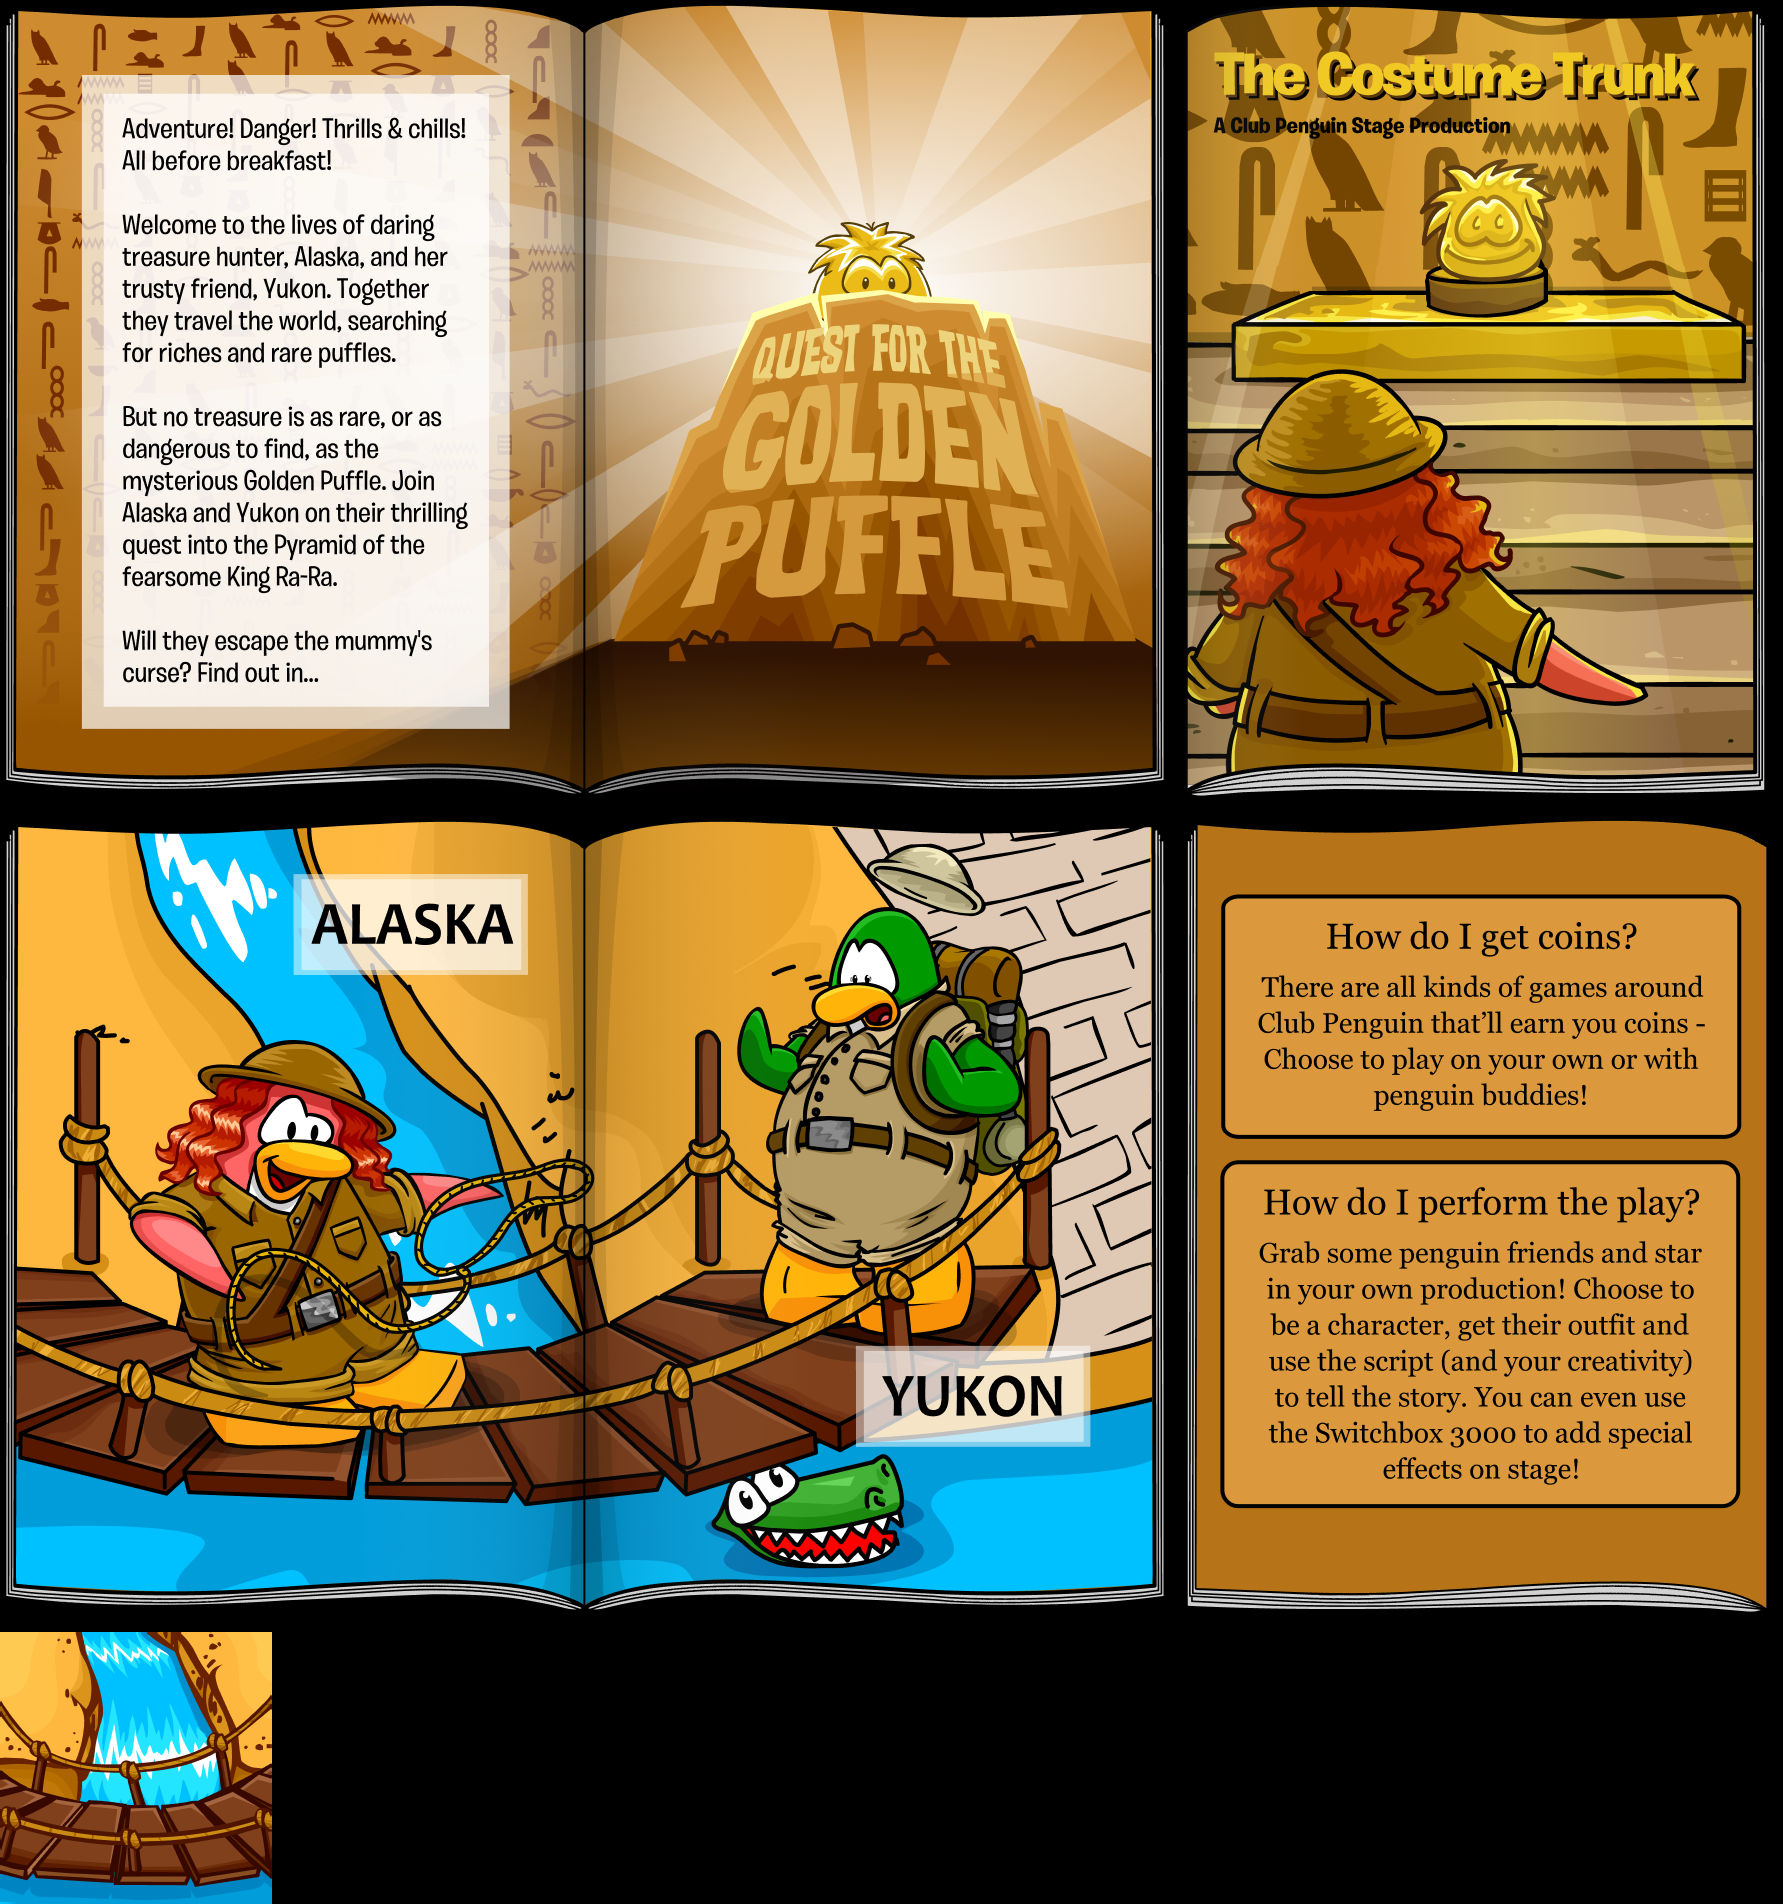 Adventure! Danger! Thrills & chills!
All before breakfast!
Welcome to the lives of daring
treasure hunter, Alaska, and her
trusty friend, Yukon. Together
they travel the world, searching
for riches and rare puffles.
But no treasure is as rare, or as
dangerous to find, as the
mysterious Golden Puffle. Join
Alaska and Yukon on their thrilling
quest into the Pyramid of the
fearsome King Ra-Ra.
Will they escape the mummy's
curse? Find out in...
QUEST FOR THE
GOLDEN
PUFFLE
The Costume Trunk
A Club Penguin Stage Production
ALASKA
YUKON
How do I get coins?
There are all kinds of games around
Club Penguin that’ll earn you coins -
Choose to play on your own or with
penguin buddies!
How do I perform the play?
Grab some penguin friends and star
in your own production! Choose to
be a character, get their outfit and
use the script (and your creativity)
to tell the story. You can even use
the Switchbox 3000 to add special
effects on stage!